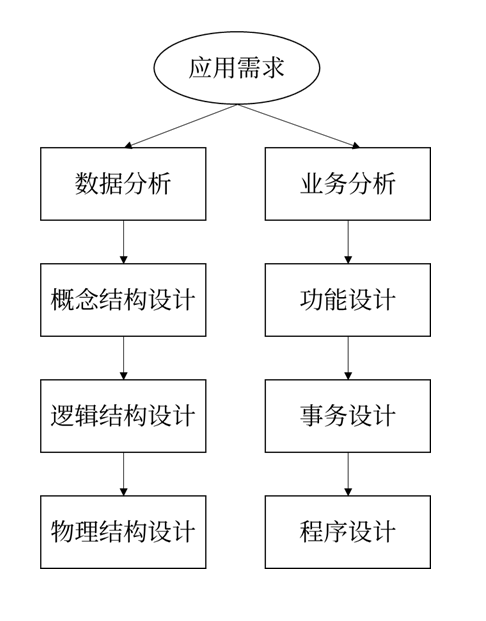 应用需求
数据分析
业务分析
概念结构设计
功能设计
逻辑结构设计
事务设计
物理结构设计
程序设计